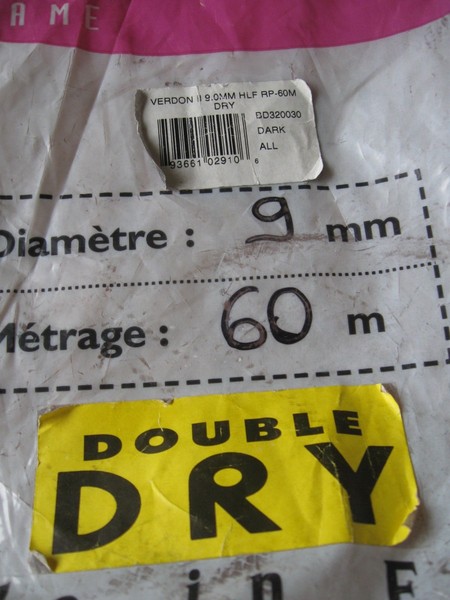 AME
VERDON II 9.0MM HLF RP-60M
DRY
BD320030
DARK
ALL
93661 02910 6
Diamètre : 9 mm
Métrage : 60 m
DOUBLE
DRY
in E